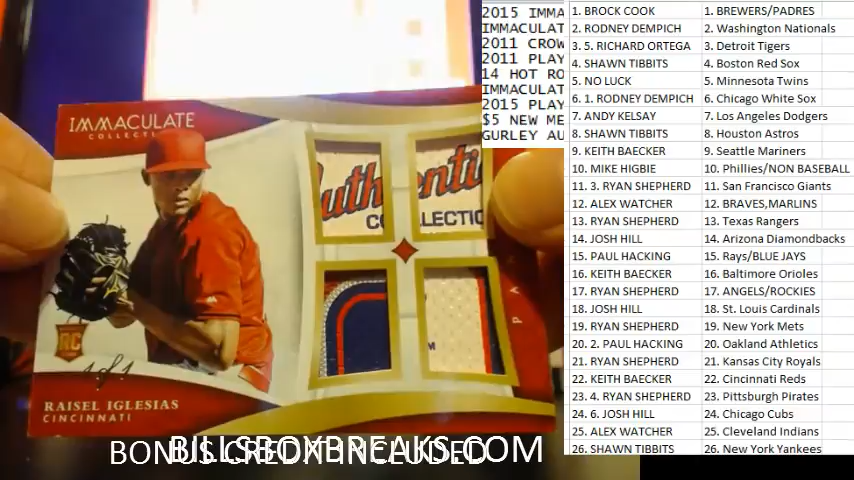 IMMACULATE
COLLECTI
Authentic
COLLECTIC
RC
1 of 1
RAISEL IGLESIAS
CINCINNATI
PA
BONUS CREDIT INCLUDED
BILLSBOXBREAKS.COM
2015 IMMA
IMMACULAT
2011 CROW
2011 PLAY
14 HOT RO
IMMACULAT
2015 PLAY
$5 NEW ME
GURLEY AU
1. BROCK COOK 1. BREWERS/PADRES
2. RODNEY DEMPICH 2. Washington Nationals
3. 5. RICHARD ORTEGA 3. Detroit Tigers
4. SHAWN TIBBITS 4. Boston Red Sox
5. NO LUCK 5. Minnesota Twins
6. 1. RODNEY DEMPICH 6. Chicago White Sox
7. ANDY KELSAY 7. Los Angeles Dodgers
8. SHAWN TIBBITS 8. Houston Astros
9. KEITH BAECKER 9. Seattle Mariners
10. MIKE HIGBIE 10. Phillies/NON BASEBALL
11. 3. RYAN SHEPHERD 11. San Francisco Giants
12. ALEX WATCHER 12. BRAVES,MARLINS
13. RYAN SHEPHERD 13. Texas Rangers
14. JOSH HILL 14. Arizona Diamondbacks
15. PAUL HACKING 15. Rays/BLUE JAYS
16. KEITH BAECKER 16. Baltimore Orioles
17. RYAN SHEPHERD 17. ANGELS/ROCKIES
18. JOSH HILL 18. St. Louis Cardinals
19. RYAN SHEPHERD 19. New York Mets
20. 2. PAUL HACKING 20. Oakland Athletics
21. RYAN SHEPHERD 21. Kansas City Royals
22. KEITH BAECKER 22. Cincinnati Reds
23. 4. RYAN SHEPHERD 23. Pittsburgh Pirates
24. 6. JOSH HILL 24. Chicago Cubs
25. ALEX WATCHER 25. Cleveland Indians
26. SHAWN TIBBITS 26. New York Yankees